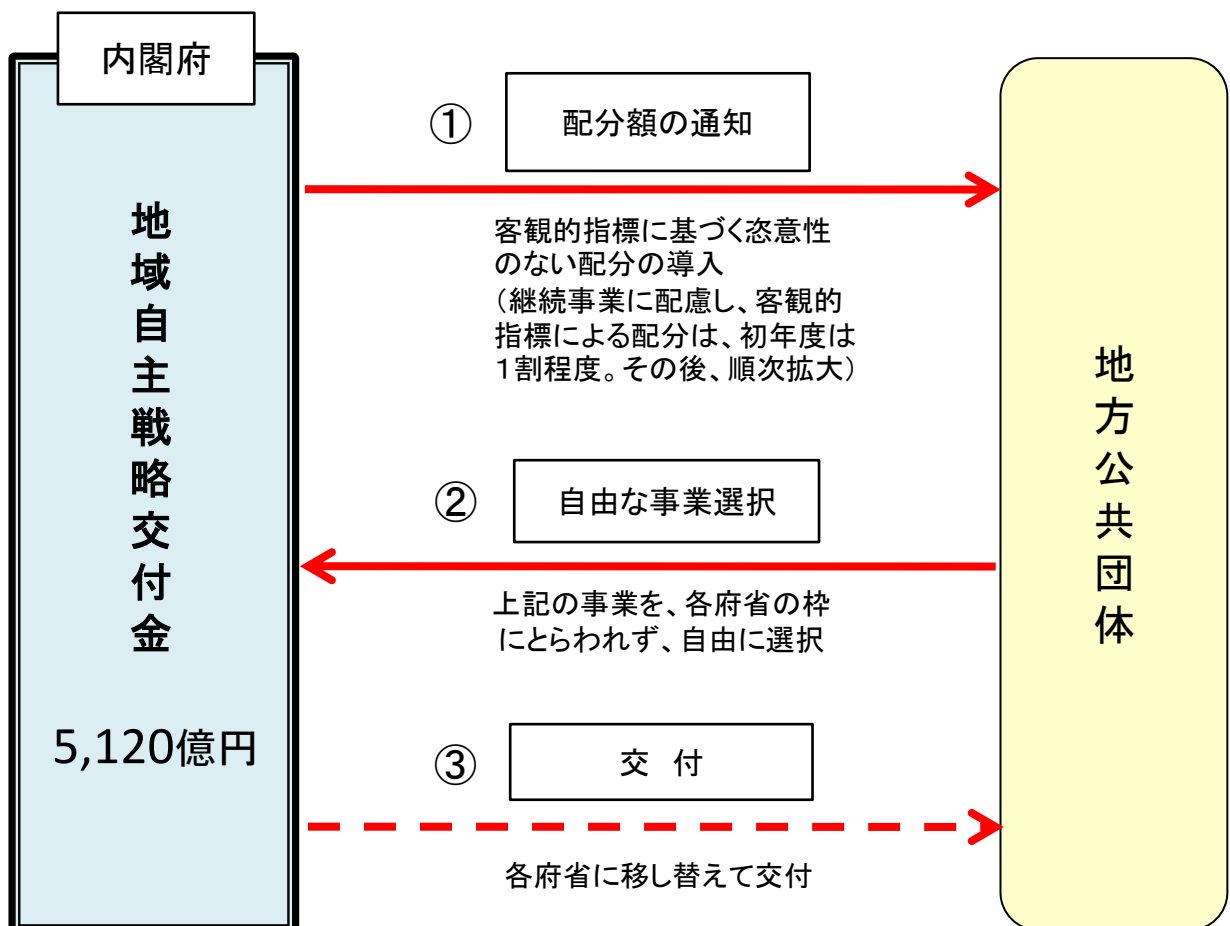 内閣府
地域自主戦略交付金
5,120億円
① 配分額の通知
客観的指標に基づく恣意性
のない配分の導入
（継続事業に配慮し、客観的
指標による配分は、初年度は
１割程度。その後、順次拡大）
② 自由な事業選択
上記の事業を、各府省の枠
にとらわれず、自由に選択
③ 交 付
各府省に移し替えて交付
地方公共団体